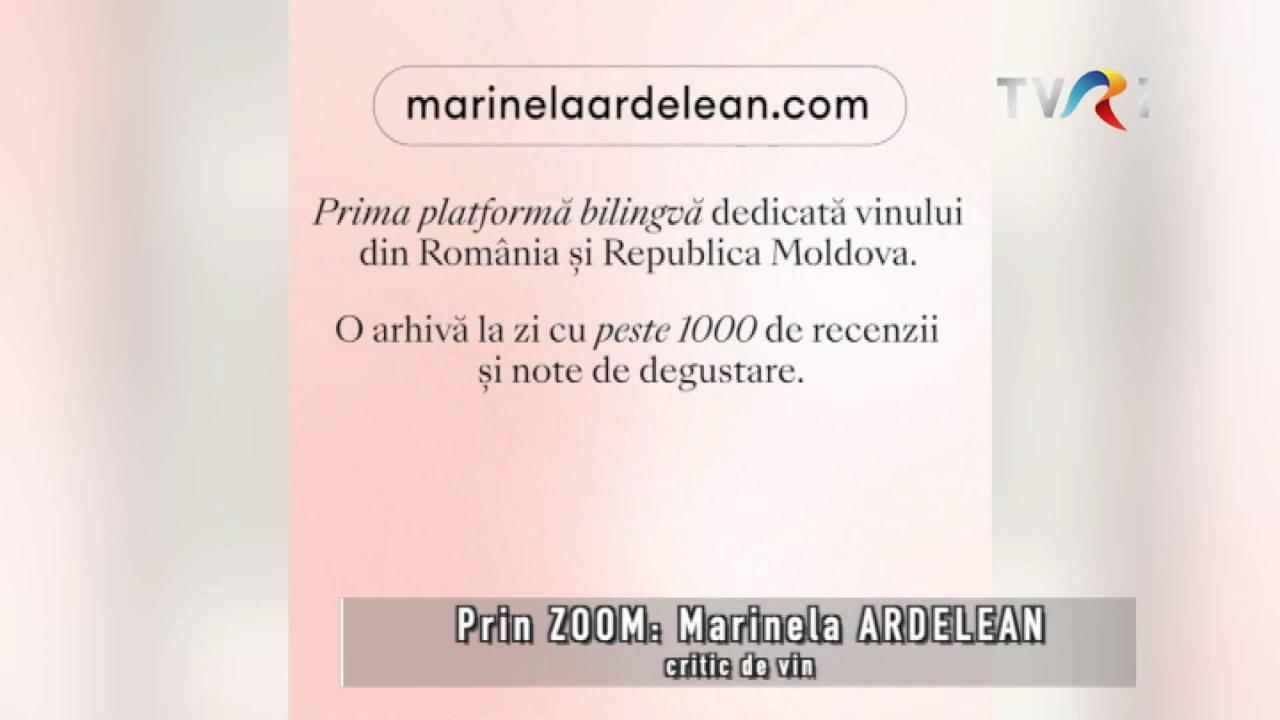 marinelaardelean.com
TVR i
Prima platformă bilingvă dedicată vinului
din România și Republica Moldova.
O arhivă la zi cu peste 1000 de recenzii
și note de degustare.
Prin ZOOM: Marinela ARDELEAN
critic de vin